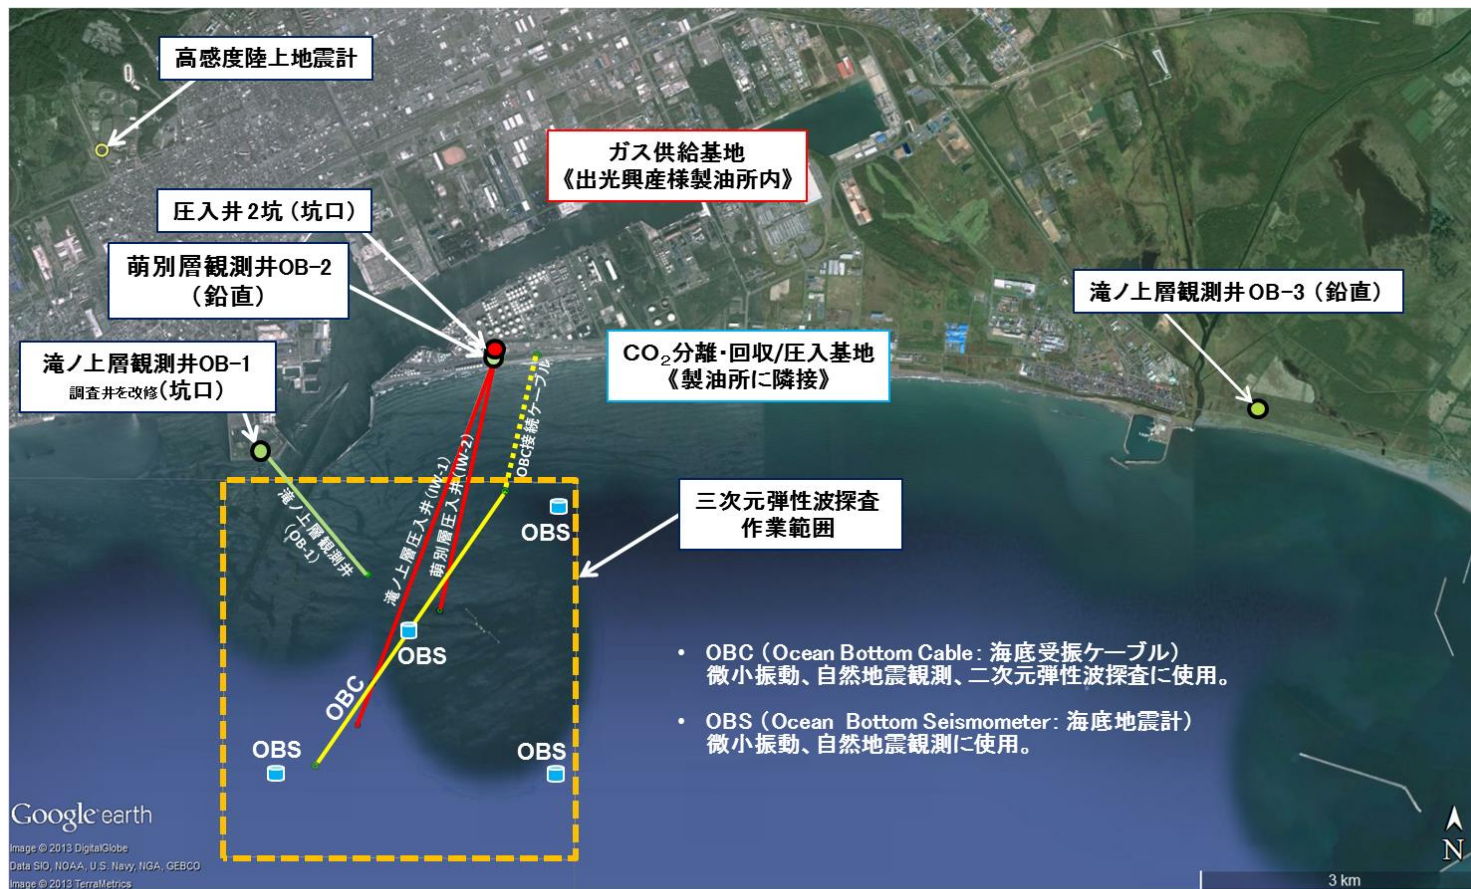 高感度陸上地震計
ガス供給基地
《出光興産様製油所内》
圧入井2坑(坑口)
萌別層観測井OB-2
(鉛直)
滝ノ上層観測井OB-3(鉛直)
滝ノ上層観測井OB-1
調査井を改修(坑口)
CO₂分離・回収/圧入基地
《製油所に隣接》
OBC接続ケーブル
滝ノ上層圧入井(IW-1)
萌別層圧入井(IW-2)
滝ノ上層観測井
(OB-1)
三次元弾性波探査
作業範囲
OBS
OBS
OBC
OBS
OBS
• OBC(Ocean Bottom Cable:海底受振ケーブル)
微小振動、自然地震観測、二次元弾性波探査に使用。
• OBS(Ocean Bottom Seismometer:海底地震計)
微小振動、自然地震観測に使用。
Google earth
Image © 2013 DigitalGlobe
Data SIO, NOAA, U.S. Navy, NGA, GEBCO
Image © 2013 TerraMetrics
N
3 km